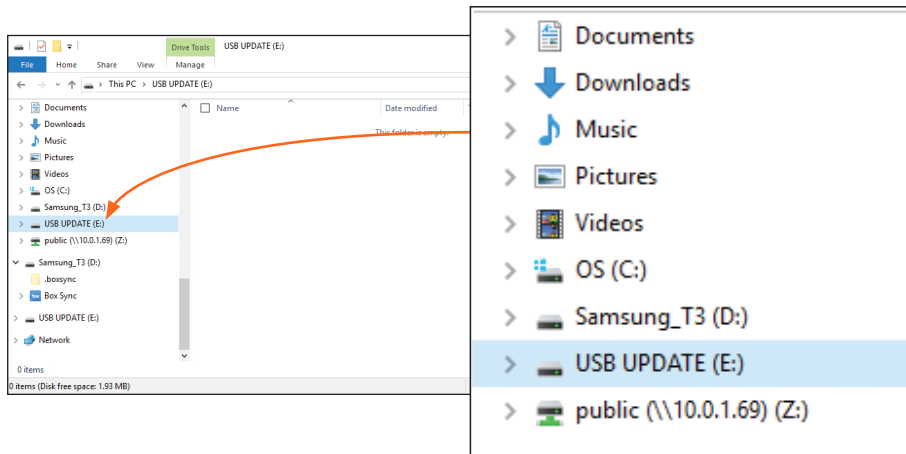 Drive Tools USB UPDATE (E:)
File Home Share View Manage
This PC > USB UPDATE (E:)
Name Date modified
This folder is empty.
Documents
Downloads
Music
Pictures
Videos
OS (C:)
Samsung_T3 (D:)
USB UPDATE (E:)
public (\\10.0.1.69) (Z:)
Samsung_T3 (D:)
.boxsync
Box Sync
USB UPDATE (E:)
Network
0 items
0 items (Disk free space: 1.93 MB)
Documents
Downloads
Music
Pictures
Videos
OS (C:)
Samsung_T3 (D:)
USB UPDATE (E:)
public (\\10.0.1.69) (Z:)